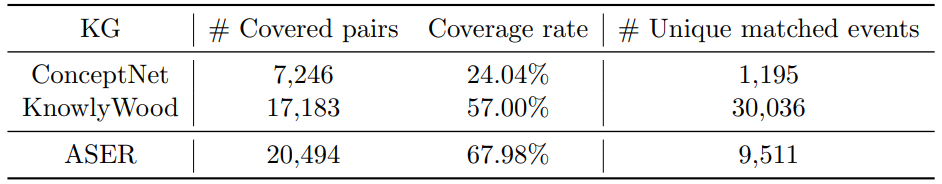 KG # Covered pairs Coverage rate # Unique matched events
ConceptNet 7,246 24.04% 1,195
KnowlyWood 17,183 57.00% 30,036
ASER 20,494 67.98% 9,511